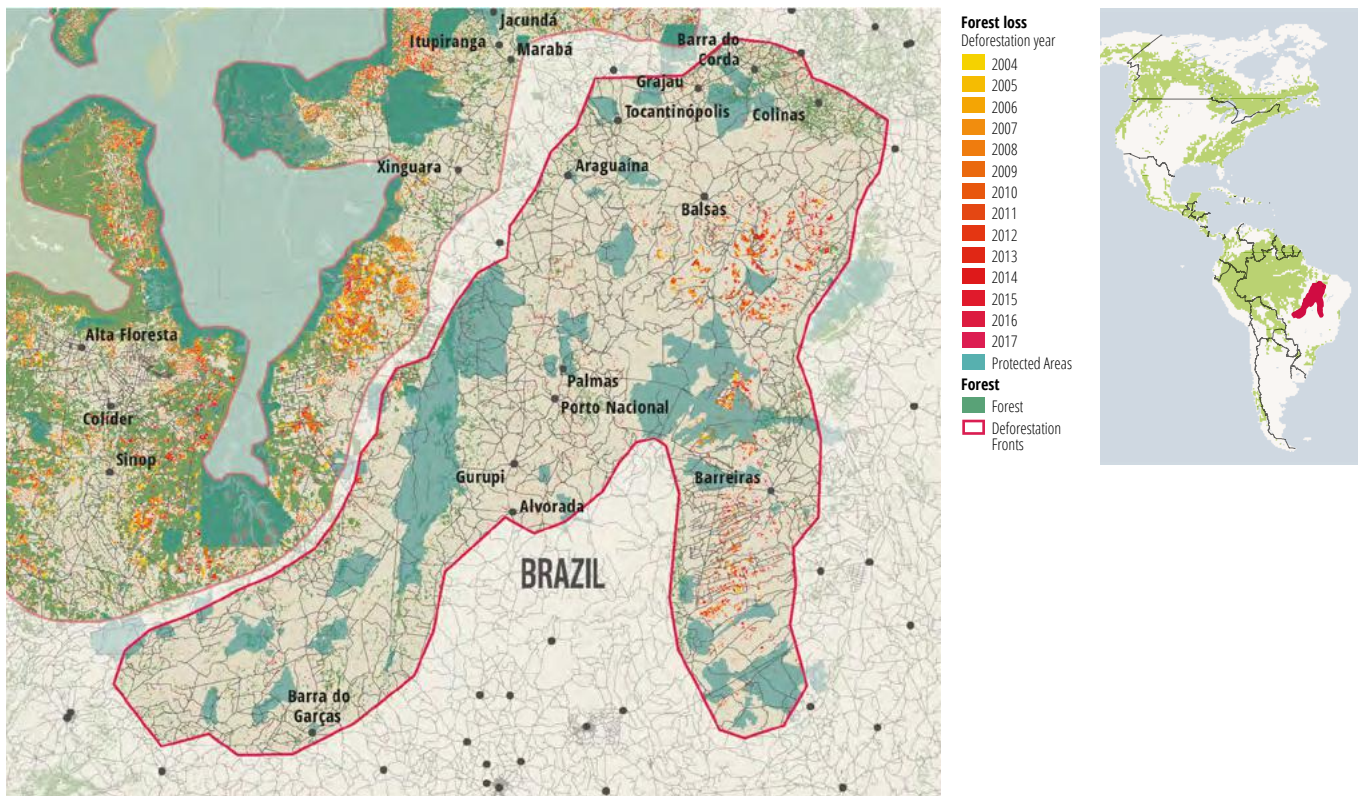 Jacundá
Itupiranga
Marabá
Barra do
Corda
Grajau
Tocantinópolis
Colinas
Xinguara
Araguaína
Balsas
Alta Floresta
Palmas
Porto Nacional
Colíder
Sinop
Gurupi
Barreiras
Alvorada
BRAZIL
Barra do
Garças
Forest loss
Deforestation year
2004
2005
2006
2007
2008
2009
2010
2011
2012
2013
2014
2015
2016
2017
Protected Areas
Forest
Forest
Deforestation
Fronts